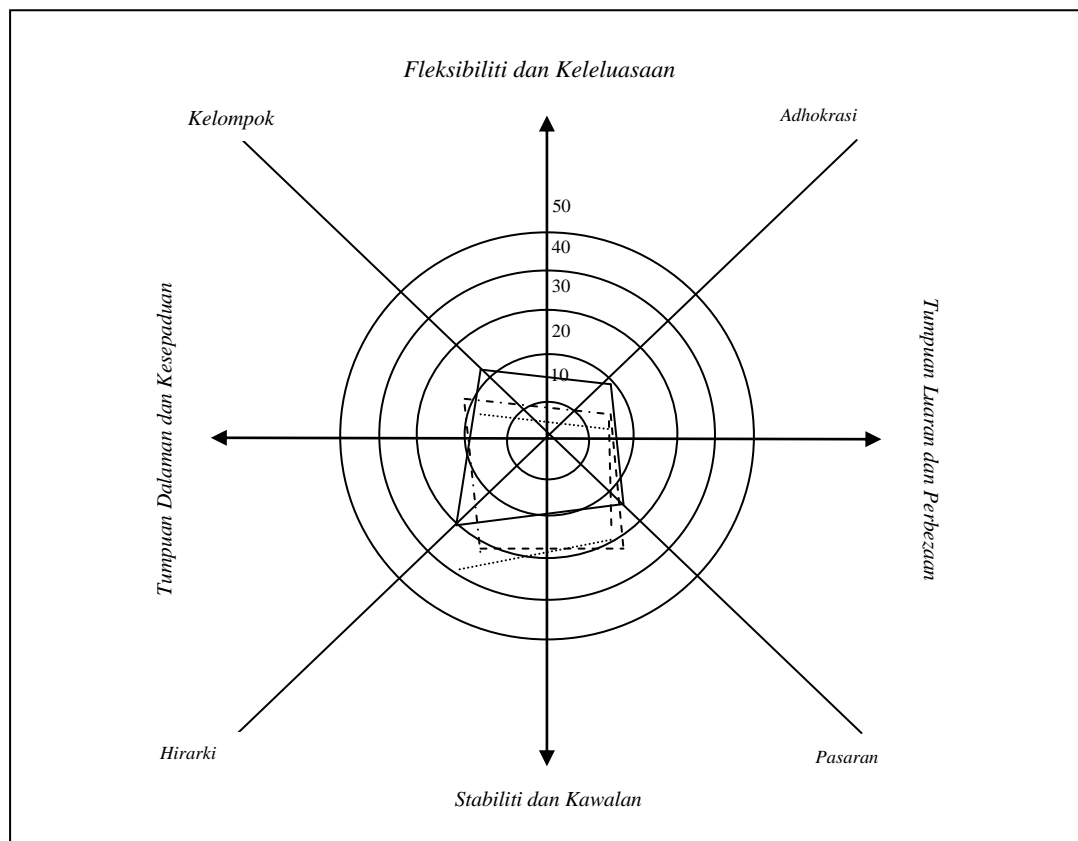 Fleksibiliti dan Keleluasaan
Kelompok
Adhokrasi
50
40
30
20
10
Tumpuan Dalaman dan Kesepaduan
Tumpuan Luaran dan Perbezaan
Hirarki
Pasaran
Stabiliti dan Kawalan